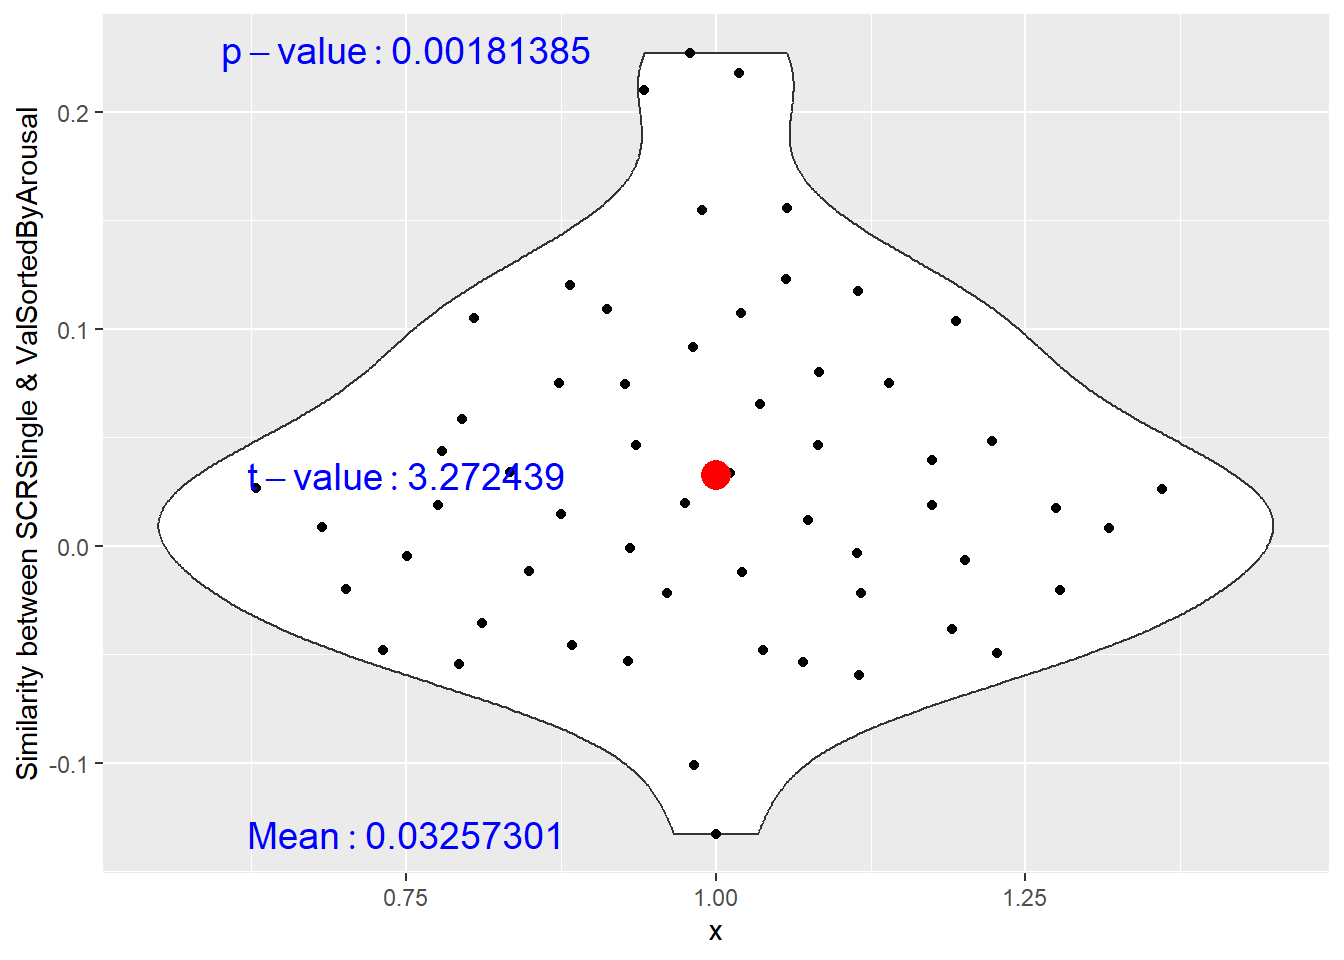 p − value : 0.00181385
0.2
0.1
t − value : 3.272439
0.0
-0.1
Mean : 0.03257301
0.75 1.00 1.25
x
Similarity between SCRSingle & ValSortedByArousal